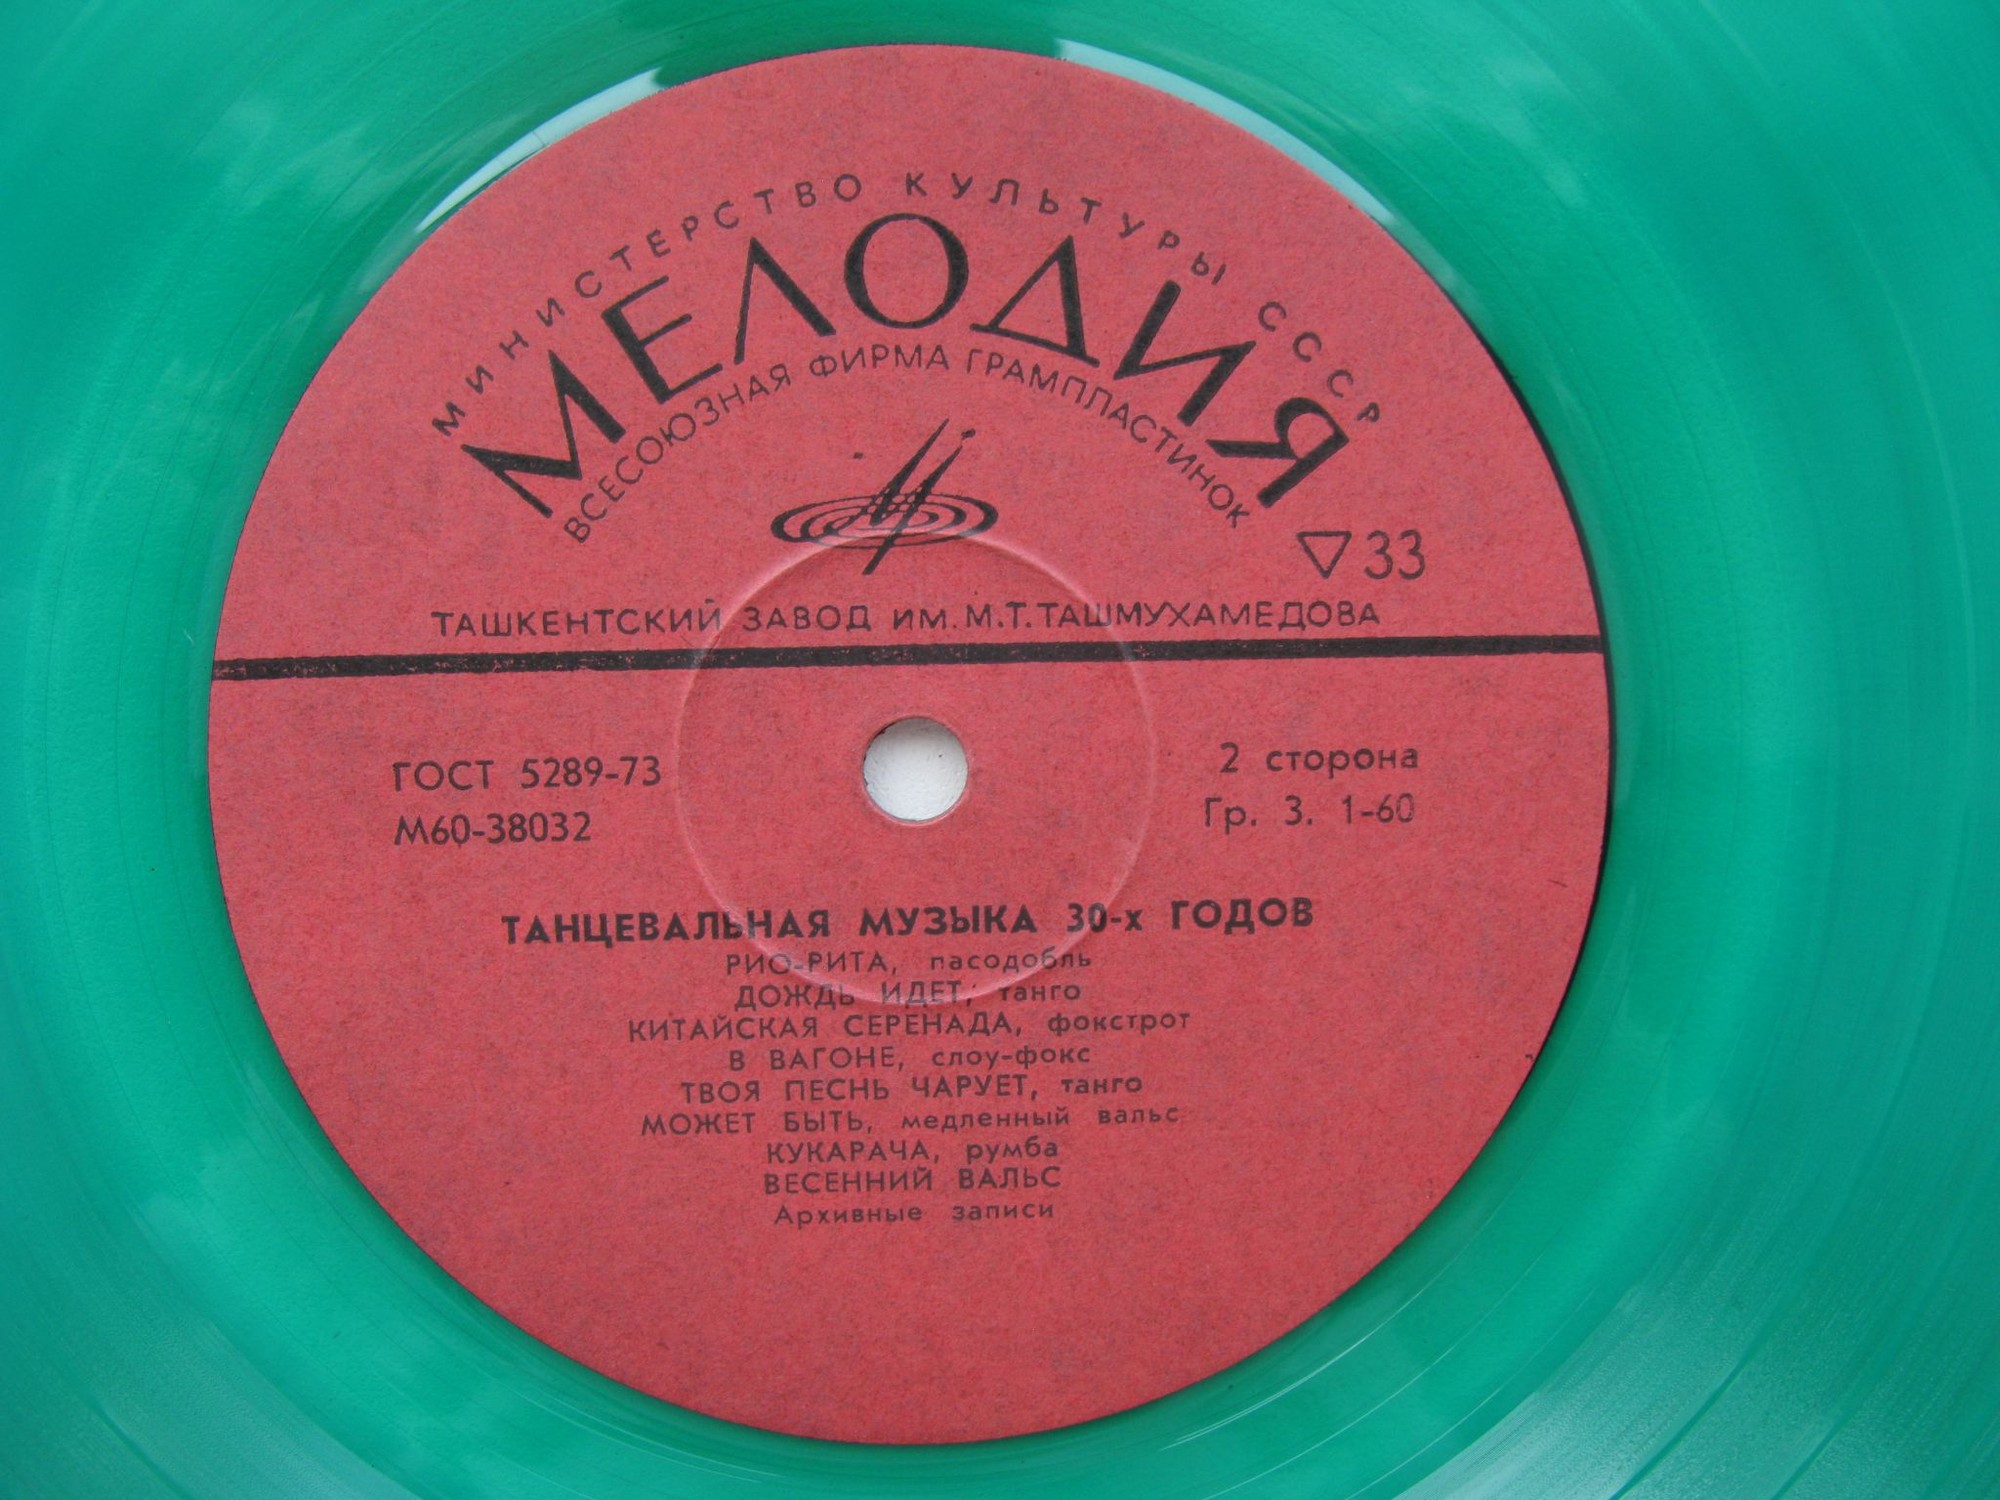 МИНИСТЕРСТВО КУЛЬТУРЫ СССР
МЕЛОДИЯ
ВСЕСОЮЗНАЯ ФИРМА ГРАМПЛАСТИНОК
33
ТАШКЕНТСКИЙ ЗАВОД ИМ. М.Т. ТАШМУХАМЕДОВА
ГОСТ 5289-73
М60-38032
2 сторона
Гр. 3. 1-60
ТАНЦЕВАЛЬНАЯ МУЗЫКА 30-х ГОДОВ
РИО-РИТА, пасодобль
ДОЖДЬ ИДЕТ, танго
КИТАЙСКАЯ СЕРЕНАДА, фокстрот
В ВАГОНЕ, слоу-фокс
ТВОЯ ПЕСНЬ ЧАРУЕТ, танго
МОЖЕТ БЫТЬ, медленный вальс
КУКАРАЧА, румба
ВЕСЕННИЙ ВАЛЬС
Архивные записи